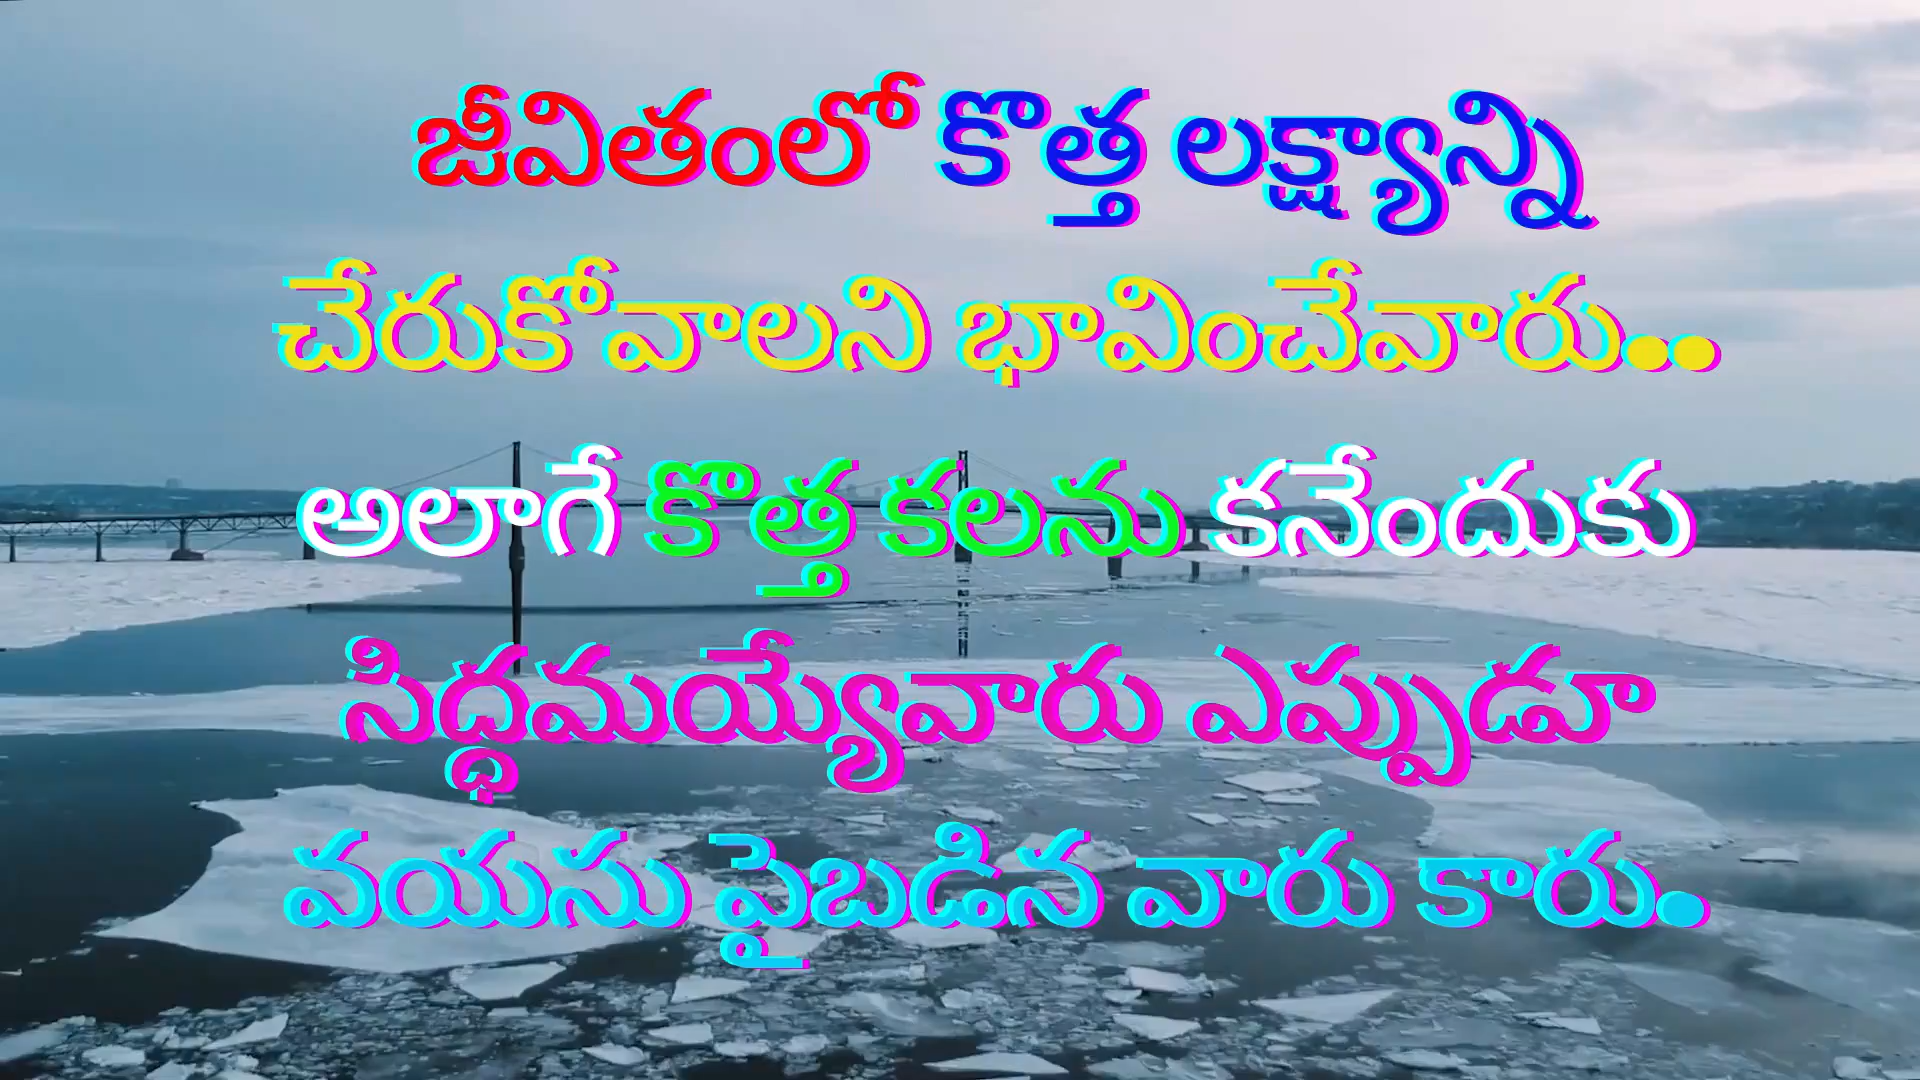 జీవితంలో కొత్త లక్ష్యాన్ని
చేరుకోవాలని భావించేవారు..
అలాగే కొత్త కలను కనేందుకు
సిద్ధమయ్యేవారు ఎప్పుడూ
వయసు పైబడిన వారు కారు.